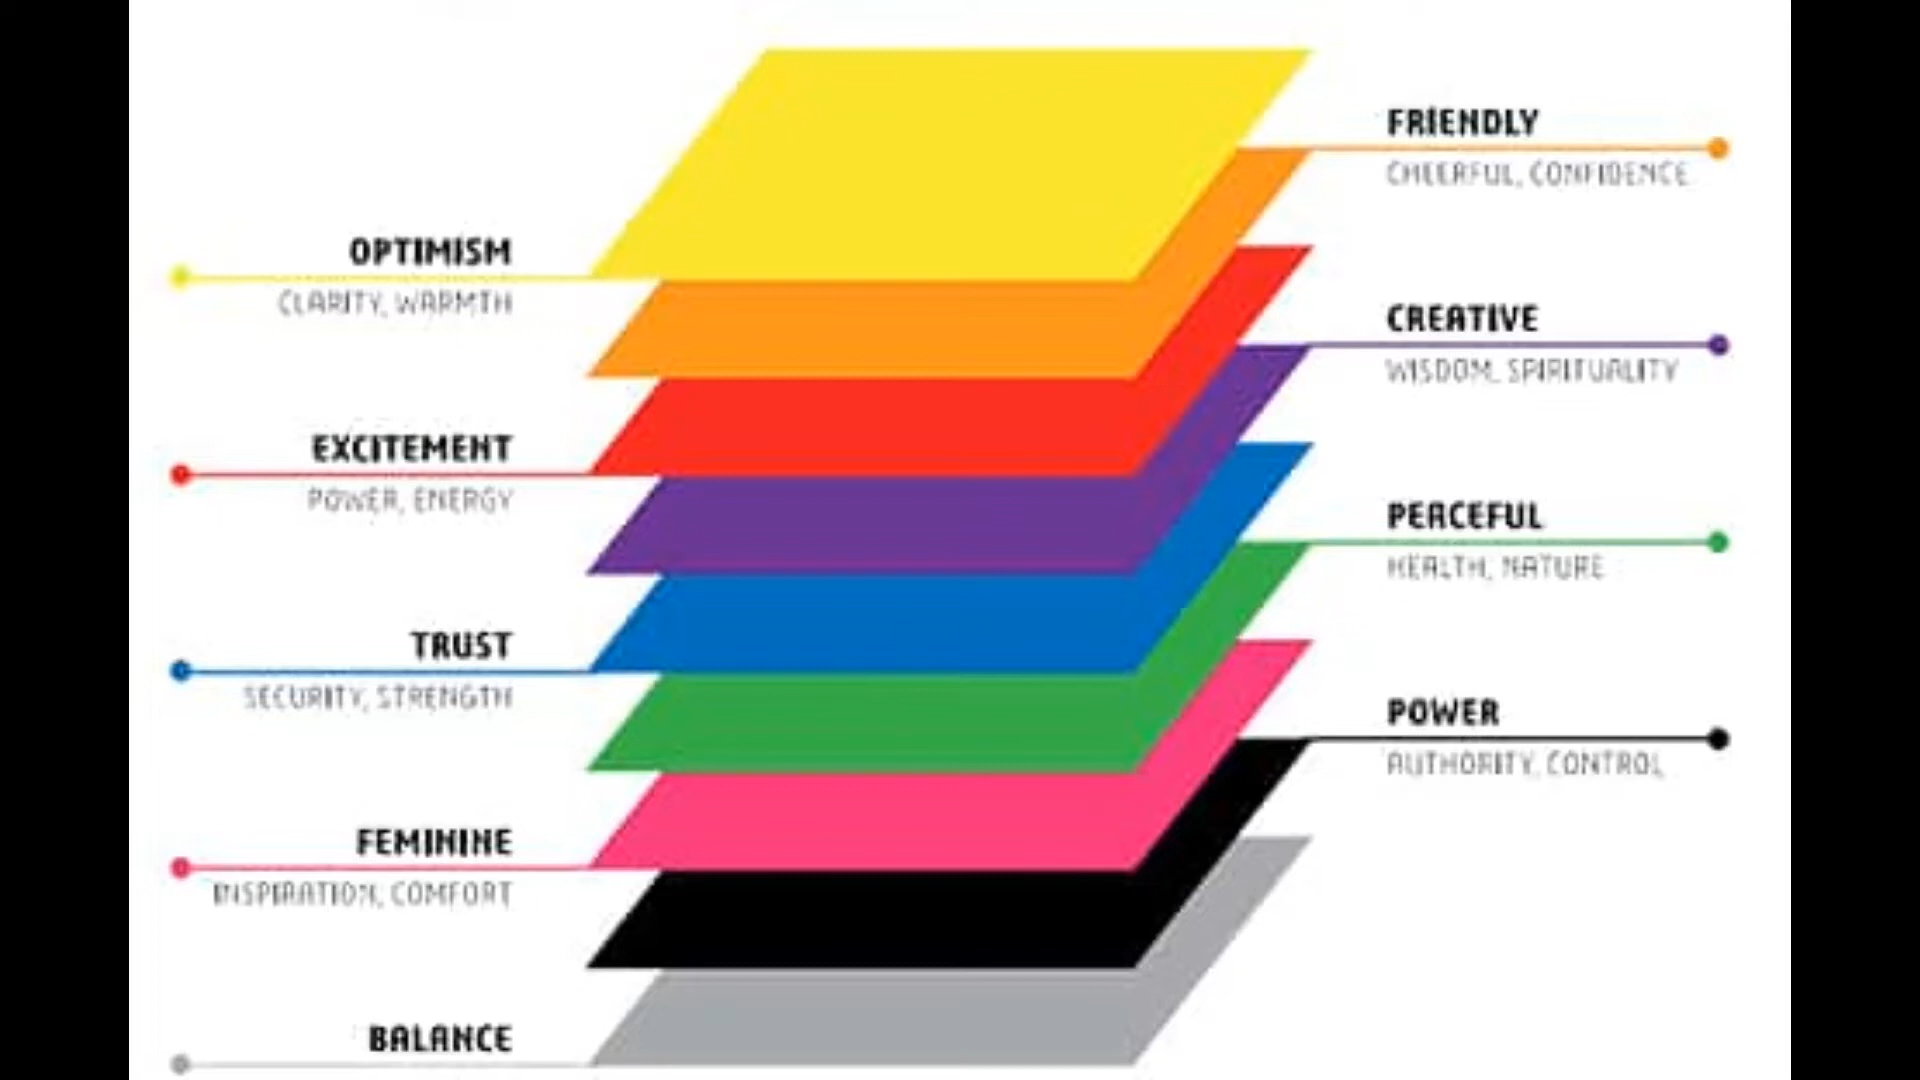 FRIENDLY
CHEERFUL, CONFIDENCE
OPTIMISM
CLARITY, WARMTH
CREATIVE
WISDOM, SPIRITUALITY
EXCITEMENT
POWER, ENERGY
PEACEFUL
HEALTH, NATURE
TRUST
SECURITY, STRENGTH
POWER
AUTHORITY, CONTROL
FEMININE
INSPIRATION, COMFORT
BALANCE